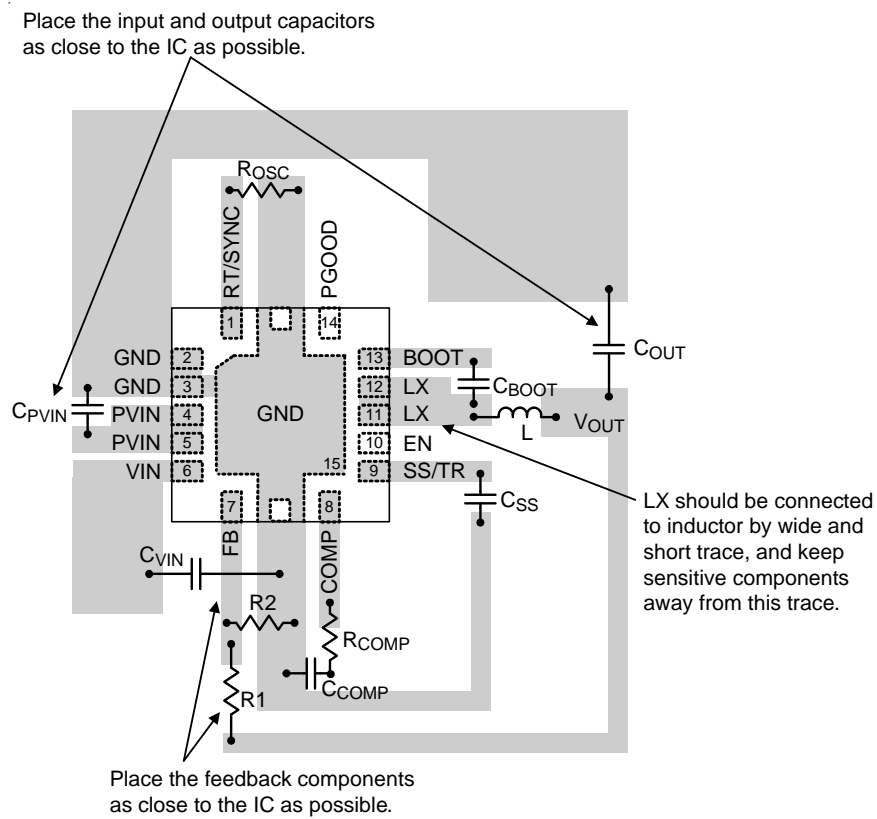 Place the input and output capacitors
as close to the IC as possible.
ROSC
RT/SYNC
PGOOD
1
14
GND 2
13 BOOT
GND 3
12 LX
CBOOT
COUT
CPVIN
PVIN 4
GND
11 LX
L
VOUT
PVIN 5
10 EN
VIN 6
15
9 SS/TR
CSS
7
8
FB
COMP
LX should be connected
to inductor by wide and
short trace, and keep
sensitive components
away from this trace.
CVIN
R2
RCOMP
CCOMP
R1
Place the feedback components
as close to the IC as possible.